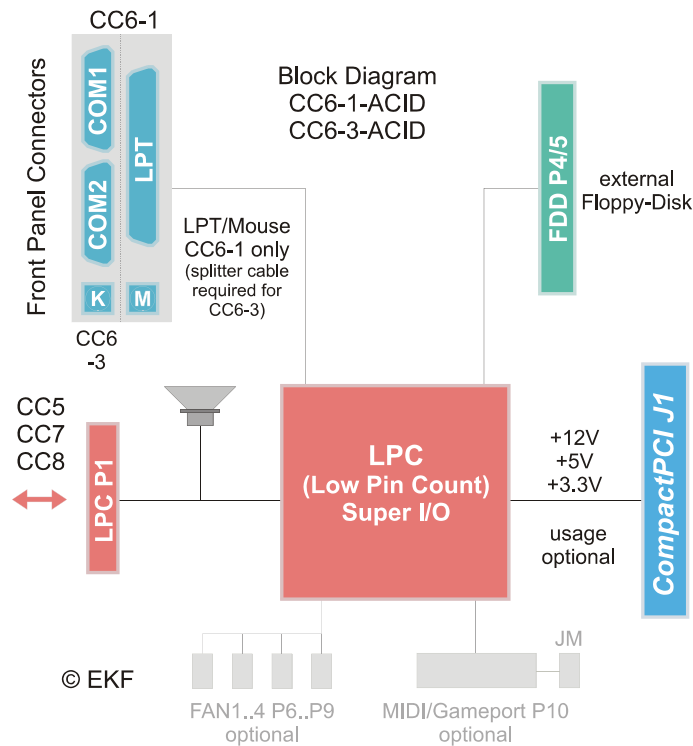 CC6-1
Front Panel Connectors
COM1
COM2
LPT
K
M
CC6
-3
Block Diagram
CC6-1-ACID
CC6-3-ACID
LPT/Mouse
CC6-1 only
(splitter cable
required for
CC6-3)
FDD P4/5
external
Floppy-Disk
CC5
CC7
CC8
LPC P1
LPC
(Low Pin Count)
Super I/O
+12V
+5V
+3.3V
usage
optional
CompactPCI J1
© EKF
FAN1..4 P6..P9
optional
MIDI/Gameport P10
optional
JM